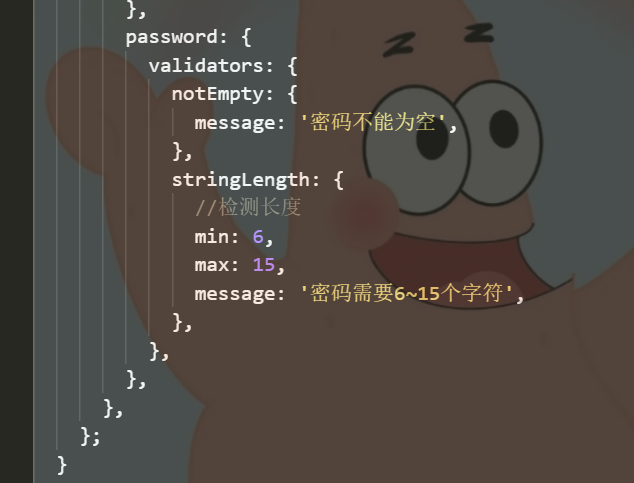 },
password: {
validators: {
notEmpty: {
message: '密码不能为空',
},
stringLength: {
//检测长度
min: 6,
max: 15,
message: '密码需要6~15个字符',
},
},
},
},
};
}